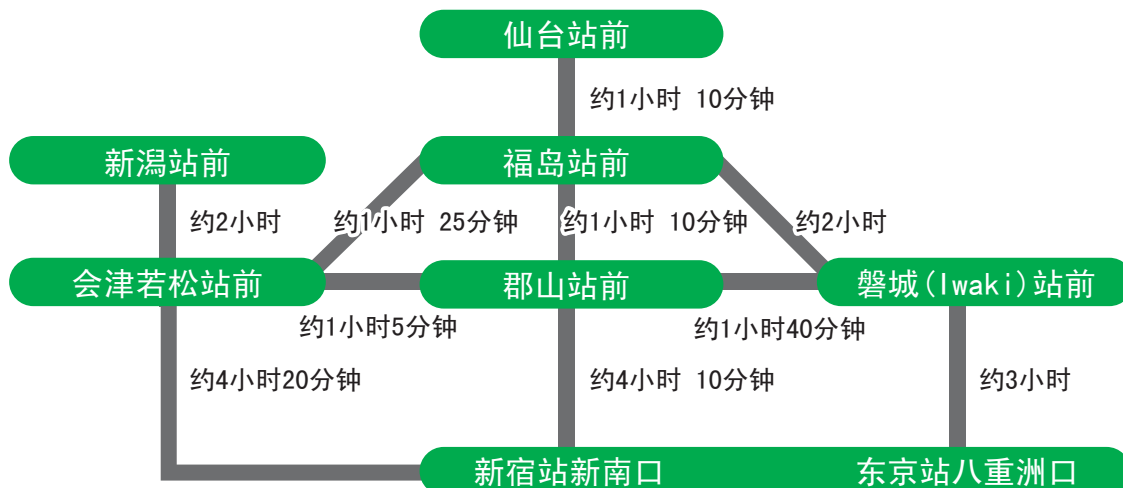 仙台站前
约1小时 10分钟
新潟站前
福岛站前
约2小时
约1小时 25分钟
约1小时 10分钟
约2小时
会津若松站前
郡山站前
磐城(Iwaki)站前
约1小时5分钟
约1小时40分钟
约4小时20分钟
约4小时 10分钟
约3小时
新宿站新南口
东京站八重洲口